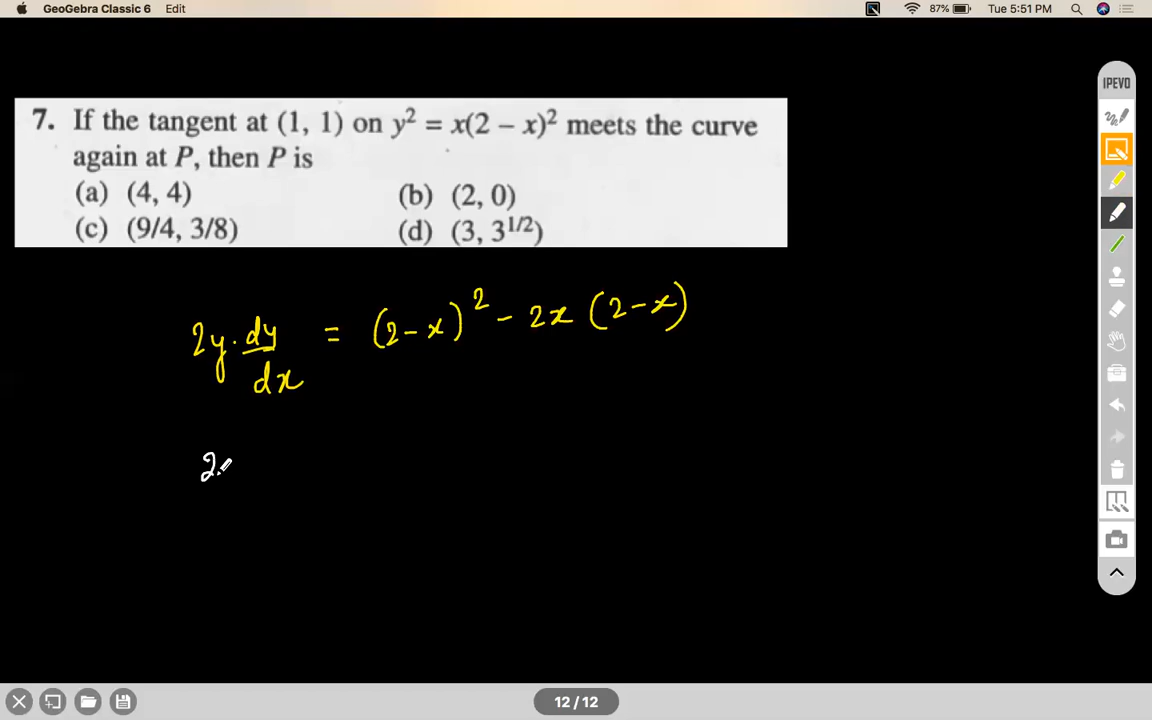 GeoGebra Classic 6 Edit 87% Tue 5:51 PM
IPEVO
7. If the tangent at (1, 1) on y² = x(2 – x)² meets the curve
again at P, then P is
(a) (4, 4) (b) (2, 0)
(c) (9/4, 3/8) (d) (3, 3^{1/2})
2y · dy/dx = (2-x)² - 2x (2-x)
2.
12 / 12